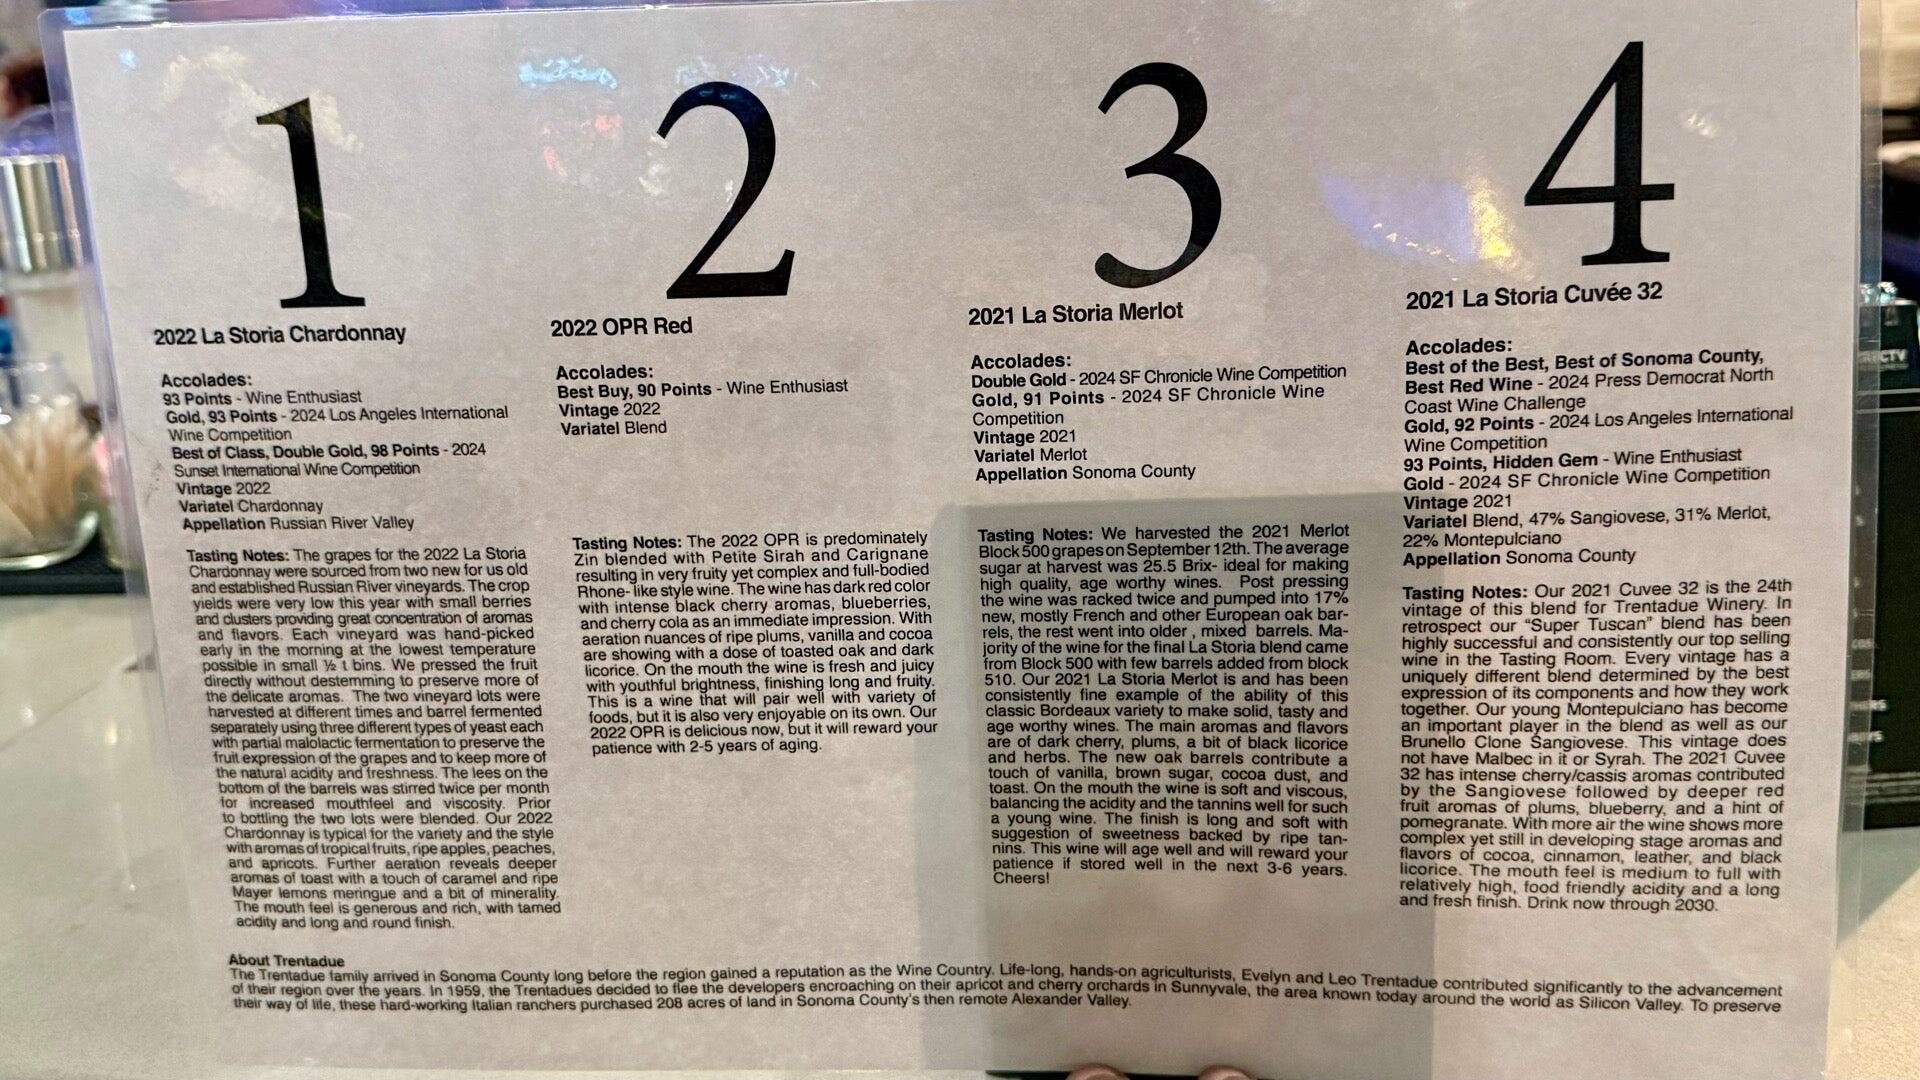 1
2022 La Storia Chardonnay
Accolades:
93 Points - Wine Enthusiast
Gold, 93 Points - 2024 Los Angeles International
Wine Competition
Best of Class, Double Gold, 98 Points - 2024
Sunset International Wine Competition
Vintage 2022
Variatel Chardonnay
Appellation Russian River Valley
Tasting Notes: The grapes for the 2022 La Storia
Chardonnay were sourced from two new for us old
and established Russian River vineyards. The crop
yields were very low this year with small berries
and clusters providing great concentration of aromas
and flavors. Each vineyard was hand-picked
early in the morning at the lowest temperature
possible in small ½ t bins. We pressed the fruit
directly without destemming to preserve more of
the delicate aromas. The two vineyard lots were
harvested at different times and barrel fermented
separately using three different types of yeast each
with partial malolactic fermentation to preserve the
fruit expression of the grapes and to keep more of
the natural acidity and freshness. The lees on the
bottom of the barrels was stirred twice per month
for increased mouthfeel and viscosity. Prior
to bottling the two lots were blended. Our 2022
Chardonnay is typical for the variety and the style
with aromas of tropical fruits, ripe apples, peaches,
and apricots. Further aeration reveals deeper
aromas of toast with a touch of caramel and ripe
Mayer lemons meringue and a bit of minerality.
The mouth feel is generous and rich, with tamed
acidity and long and round finish.
2
2022 OPR Red
Accolades:
Best Buy, 90 Points - Wine Enthusiast
Vintage 2022
Variatel Blend
Tasting Notes: The 2022 OPR is predominately
Zin blended with Petite Sirah and Carignane
resulting in very fruity yet complex and full-bodied
Rhone- like style wine. The wine has dark red color
with intense black cherry aromas, blueberries,
and cherry cola as an immediate impression. With
aeration nuances of ripe plums, vanilla and cocoa
are showing with a dose of toasted oak and dark
licorice. On the mouth the wine is fresh and juicy
with youthful brightness, finishing long and fruity.
This is a wine that will pair well with variety of
foods, but it is also very enjoyable on its own. Our
2022 OPR is delicious now, but it will reward your
patience with 2-5 years of aging.
3
2021 La Storia Merlot
Accolades:
Double Gold - 2024 SF Chronicle Wine Competition
Gold, 91 Points - 2024 SF Chronicle Wine
Competition
Vintage 2021
Variatel Merlot
Appellation Sonoma County
Tasting Notes: We harvested the 2021 Merlot
Block 500 grapes on September 12th. The average
sugar at harvest was 25.5 Brix- ideal for making
high quality, age worthy wines. Post pressing
the wine was racked twice and pumped into 17%
new, mostly French and other European oak bar-
rels, the rest went into older , mixed barrels. Ma-
jority of the wine for the final La Storia blend came
from Block 500 with few barrels added from block
510. Our 2021 La Storia Merlot is and has been
consistently fine example of the ability of this
classic Bordeaux variety to make solid, tasty and
age worthy wines. The main aromas and flavors
are of dark cherry, plums, a bit of black licorice
and herbs. The new oak barrels contribute a
touch of vanilla, brown sugar, cocoa dust, and
toast. On the mouth the wine is soft and viscous,
balancing the acidity and the tannins well for such
a young wine. The finish is long and soft with
suggestion of sweetness backed by ripe tan-
nins. This wine will age well and will reward your
patience if stored well in the next 3-6 years.
Cheers!
4
2021 La Storia Cuvée 32
Accolades:
Best of the Best, Best of Sonoma County,
Best Red Wine - 2024 Press Democrat North
Coast Wine Challenge
Gold, 92 Points - 2024 Los Angeles International
Wine Competition
93 Points, Hidden Gem - Wine Enthusiast
Gold - 2024 SF Chronicle Wine Competition
Vintage 2021
Variatel Blend, 47% Sangiovese, 31% Merlot,
22% Montepulciano
Appellation Sonoma County
Tasting Notes: Our 2021 Cuvee 32 is the 24th
vintage of this blend for Trentadue Winery. In
retrospect our “Super Tuscan” blend has been
highly successful and consistently our top selling
wine in the Tasting Room. Every vintage has a
uniquely different blend determined by the best
expression of its components and how they work
together. Our young Montepulciano has become
an important player in the blend as well as our
Brunello Clone Sangiovese. This vintage does
not have Malbec in it or Syrah. The 2021 Cuvee
32 has intense cherry/cassis aromas contributed
by the Sangiovese followed by deeper red
fruit aromas of plums, blueberry, and a hint of
pomegranate. With more air the wine shows more
complex yet still in developing stage aromas and
flavors of cocoa, cinnamon, leather, and black
licorice. The mouth feel is medium to full with
relatively high, food friendly acidity and a long
and fresh finish. Drink now through 2030.
About Trentadue
The Trentadue family arrived in Sonoma County long before the region gained a reputation as the Wine Country. Life-long, hands-on agriculturists, Evelyn and Leo Trentadue contributed significantly to the advancement
of their region over the years. In 1959, the Trentadues decided to flee the developers encroaching on their apricot and cherry orchards in Sunnyvale, the area known today around the world as Silicon Valley. To preserve
their way of life, these hard-working Italian ranchers purchased 208 acres of land in Sonoma County's then remote Alexander Valley.